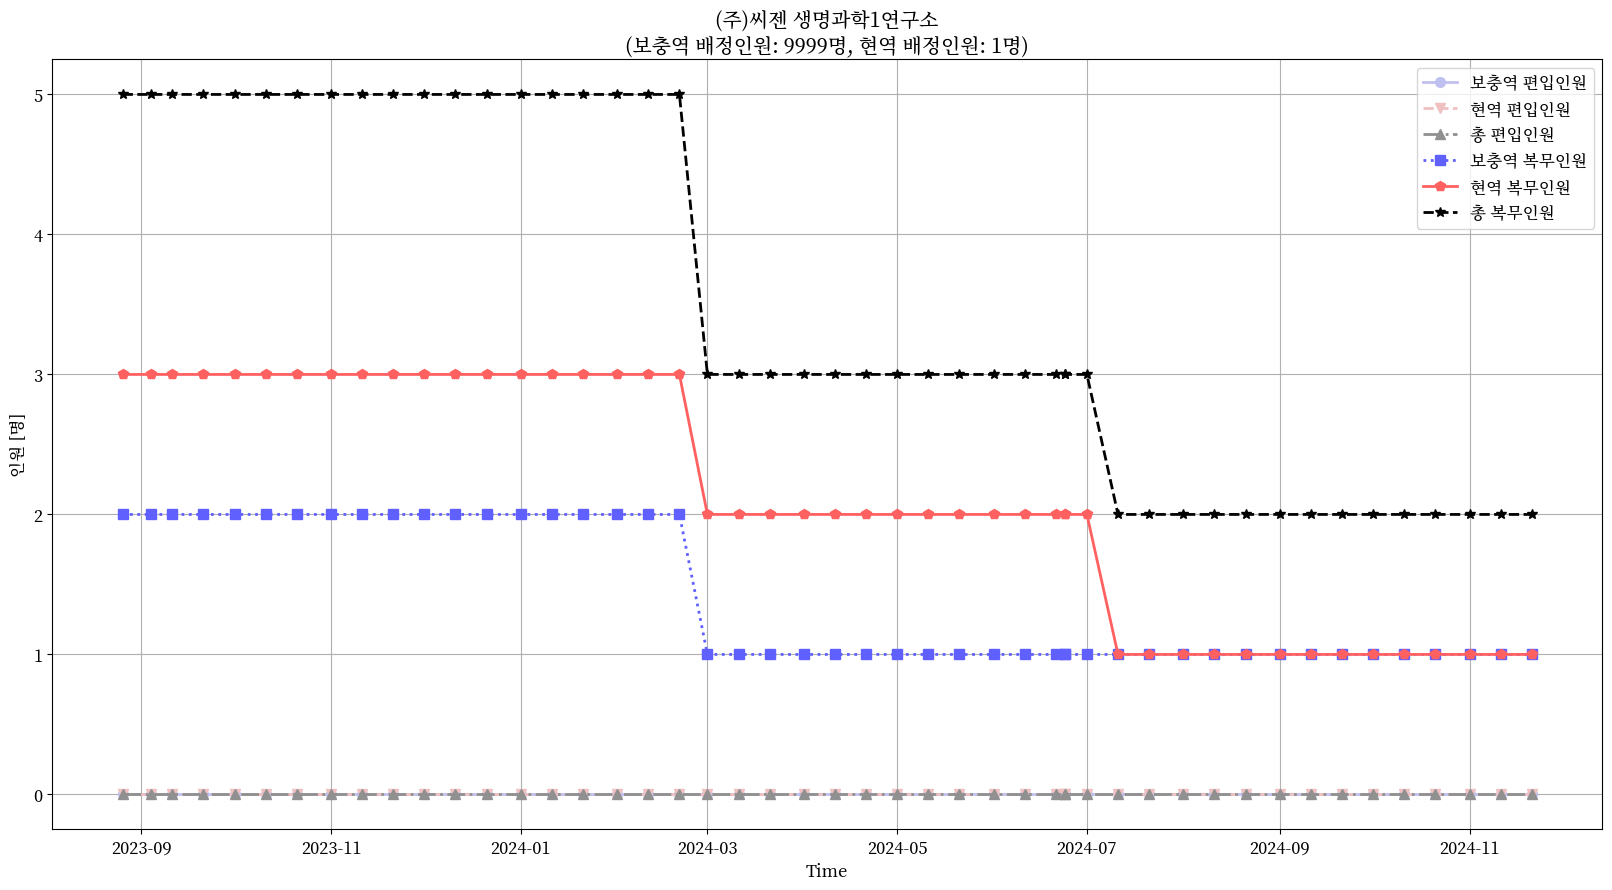 (주)씨젠 생명과학1연구소
(보충역 배정인원: 9999명, 현역 배정인원: 1명)
보충역 편입인원
현역 편입인원
총 편입인원
보충역 복무인원
현역 복무인원
총 복무인원
5
4
3
2
1
0
인원 [명]
2023-09 2023-11 2024-01 2024-03 2024-05 2024-07 2024-09 2024-11
Time